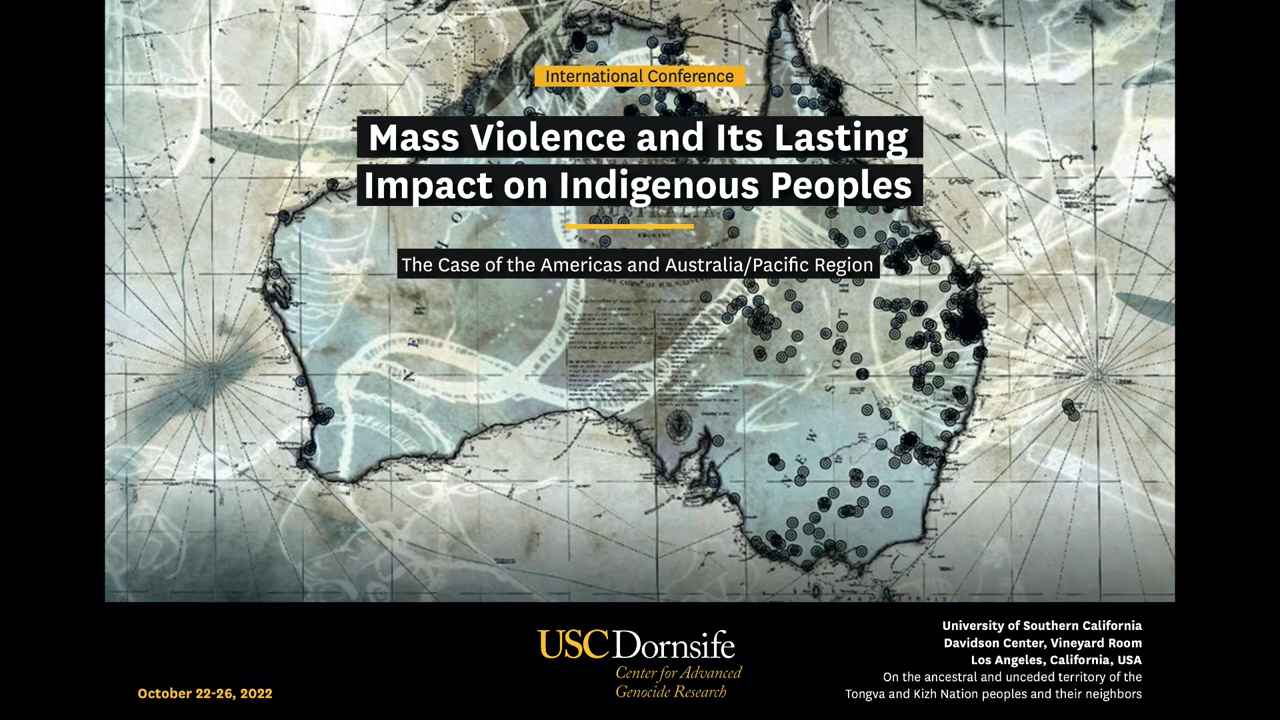 International Conference
Mass Violence and Its Lasting
Impact on Indigenous Peoples
AUSTRALIA
The Case of the Americas and Australia/Pacific Region
October 22-26, 2022
USC Dornsife
Center for Advanced
Genocide Research
University of Southern California
Davidson Center, Vineyard Room
Los Angeles, California, USA
On the ancestral and unceded territory of the
Tongva and Kizh Nation peoples and their neighbors